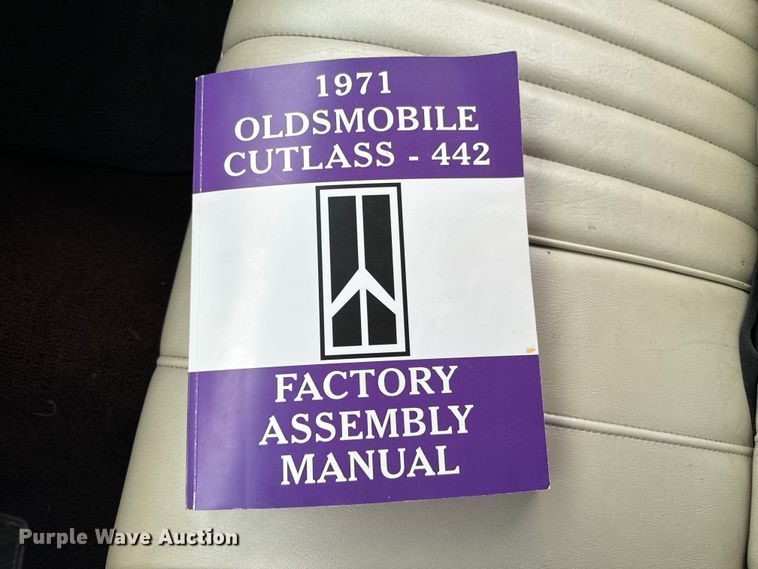 1971
OLDSMOBILE
CUTLASS - 442
FACTORY
ASSEMBLY
MANUAL
Purple Wave Auction